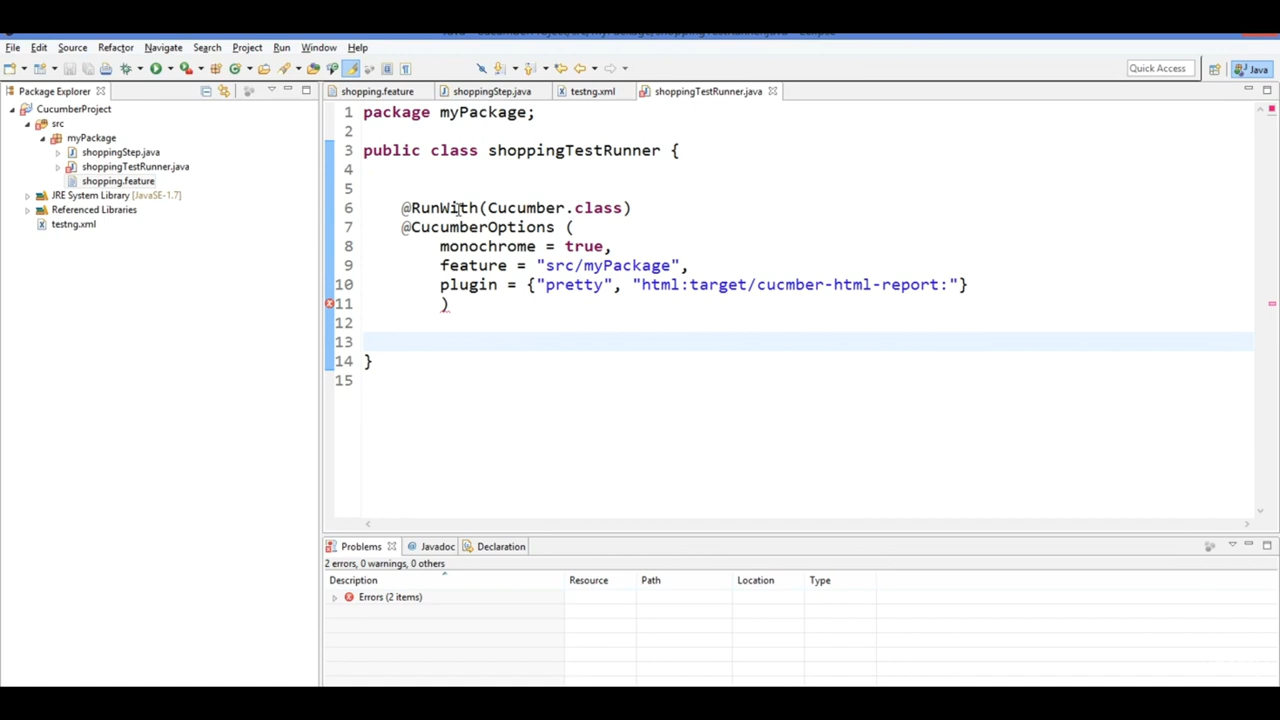 File Edit Source Refactor Navigate Search Project Run Window Help
Quick Access Java
Package Explorer
shopping.feature shoppingStep.java testng.xml shoppingTestRunner.java
CucumberProject
src
myPackage
shoppingStep.java
shoppingTestRunner.java
shopping.feature
JRE System Library [JavaSE-1.7]
Referenced Libraries
testng.xml
1 package myPackage;
2
3 public class shoppingTestRunner {
4
5
6 @RunWith(Cucumber.class)
7 @CucumberOptions (
8 monochrome = true,
9 feature = "src/myPackage",
10 plugin = {"pretty", "html:target/cucmber-html-report:"}
11 )
12
13
14 }
15
Problems Javadoc Declaration
2 errors, 0 warnings, 0 others
Description Resource Path Location Type
Errors (2 items)